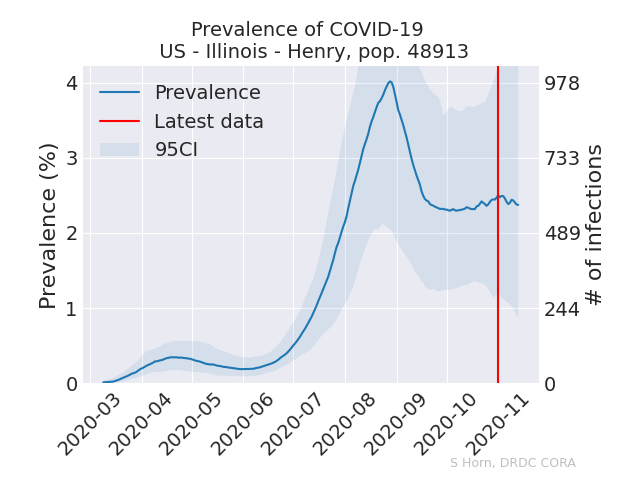 Prevalence of COVID-19
US - Illinois - Henry, pop. 48913
Prevalence
Latest data
95CI
Prevalence (%)
4
3
2
1
0
978
733
489
244
0
# of infections
2020-03
2020-04
2020-05
2020-06
2020-07
2020-08
2020-09
2020-10
2020-11
S Horn, DRDC CORA